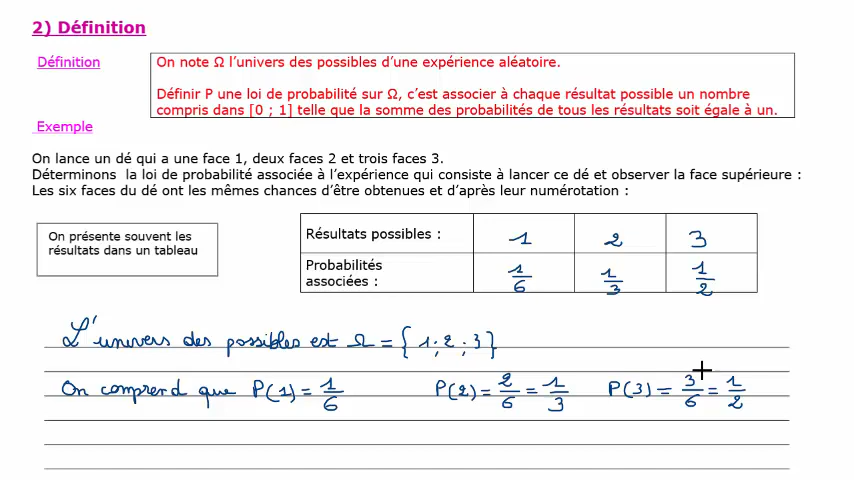 2) Définition
Définition
On note Ω l’univers des possibles d’une expérience aléatoire.
Définir P une loi de probabilité sur Ω, c’est associer à chaque résultat possible un nombre
compris dans [0 ; 1] telle que la somme des probabilités de tous les résultats soit égale à un.
Exemple
On lance un dé qui a une face 1, deux faces 2 et trois faces 3.
Déterminons la loi de probabilité associée à l’expérience qui consiste à lancer ce dé et observer la face supérieure :
Les six faces du dé ont les mêmes chances d’être obtenues et d’après leur numérotation :
On présente souvent les
résultats dans un tableau
Résultats possibles : 1 2 3
Probabilités
associées : 1/6 1/3 1/2
L'univers des possibles est Ω = {1 ; 2 ; 3}
On comprend que P(1) = 1/6 P(2) = 2/6 = 1/3 P(3) = 3/6 = 1/2